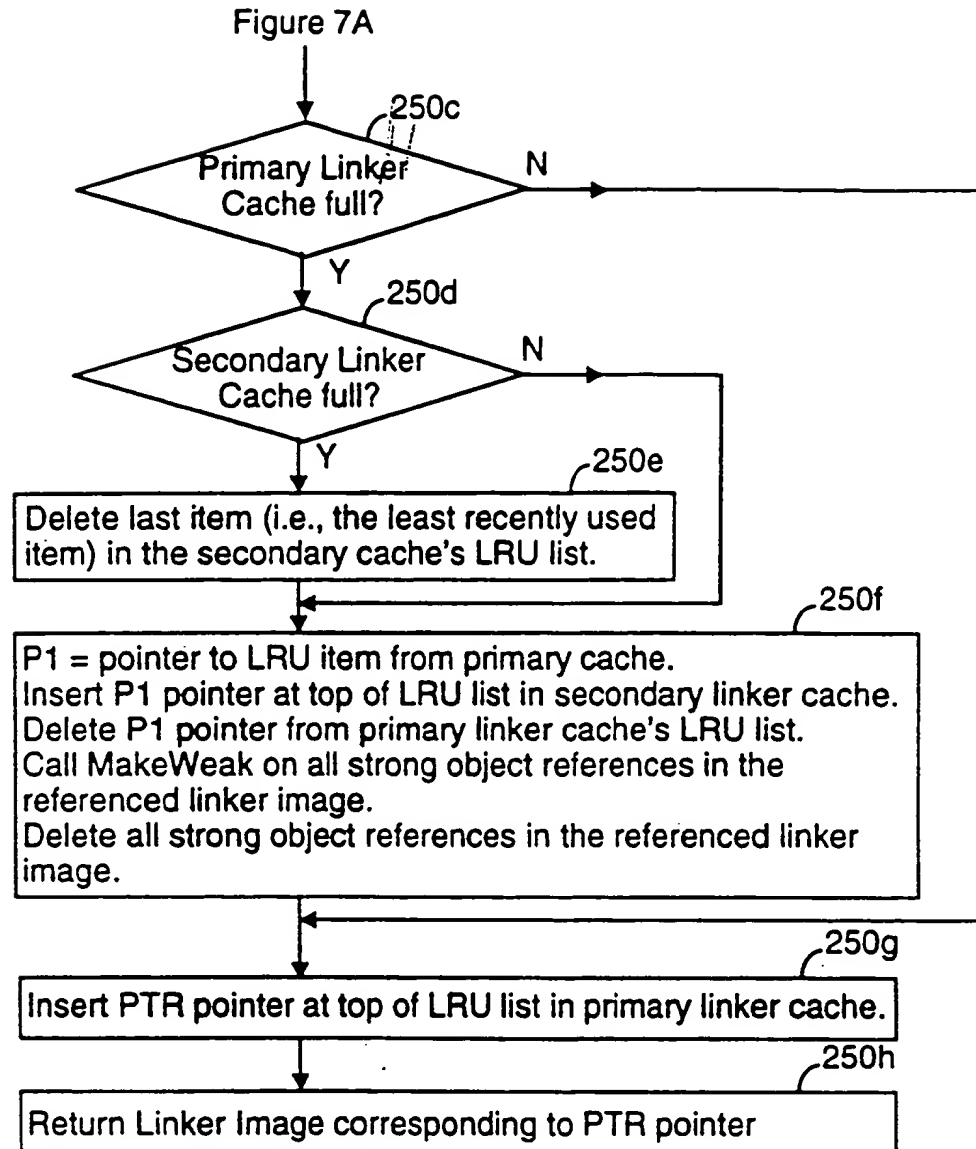 Figure 7A
250c
Primary Linker
Cache full?
N
Y
250d
Secondary Linker
Cache full?
N
Y
250e
Delete last item (i.e., the least recently used
item) in the secondary cache's LRU list.
250f
P1 = pointer to LRU item from primary cache.
Insert P1 pointer at top of LRU list in secondary linker cache.
Delete P1 pointer from primary linker cache's LRU list.
Call MakeWeak on all strong object references in the
referenced linker image.
Delete all strong object references in the referenced linker
image.
250g
Insert PTR pointer at top of LRU list in primary linker cache.
250h
Return Linker Image corresponding to PTR pointer